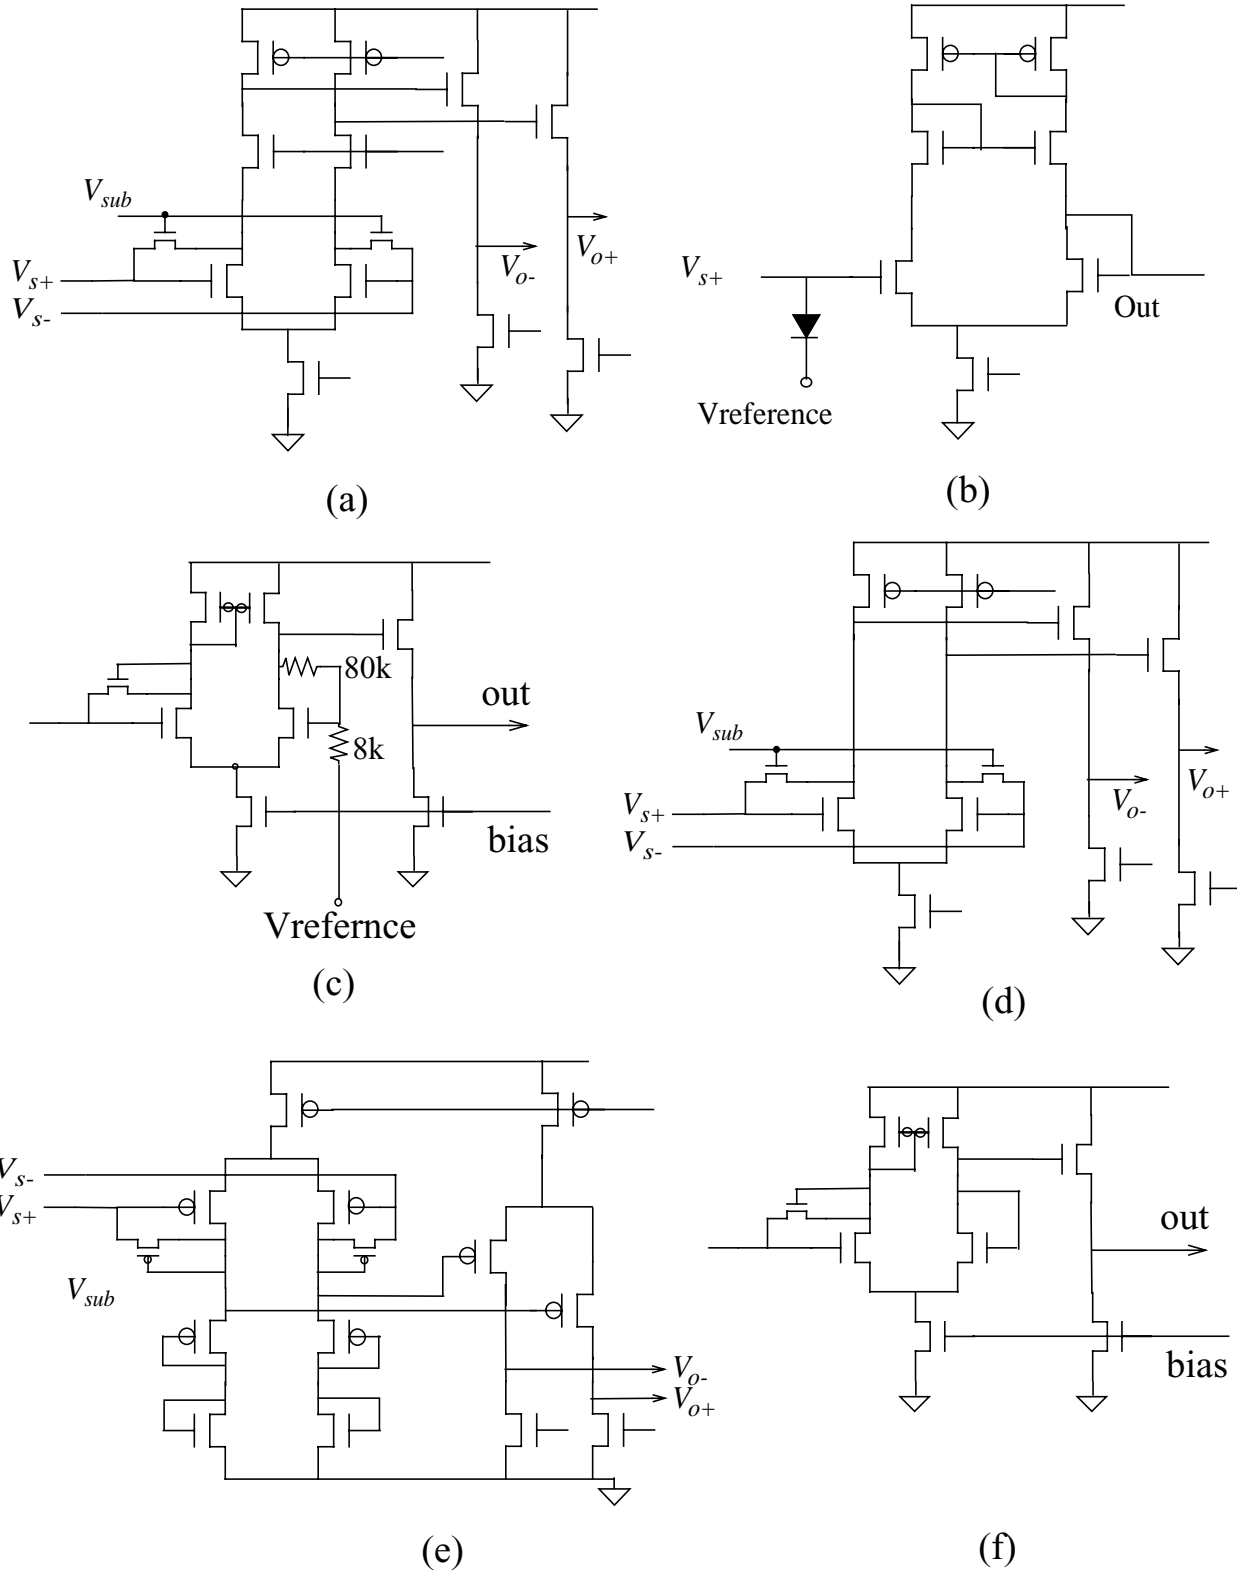 V_sub
V_s+
V_s-
V_o-
V_o+
(a)
V_s+
Out
Vreference
(b)
80k
out
8k
bias
Vrefernce
(c)
V_sub
V_s+
V_s-
V_o-
V_o+
(d)
V_s-
V_s+
V_sub
V_o-
V_o+
(e)
out
bias
(f)